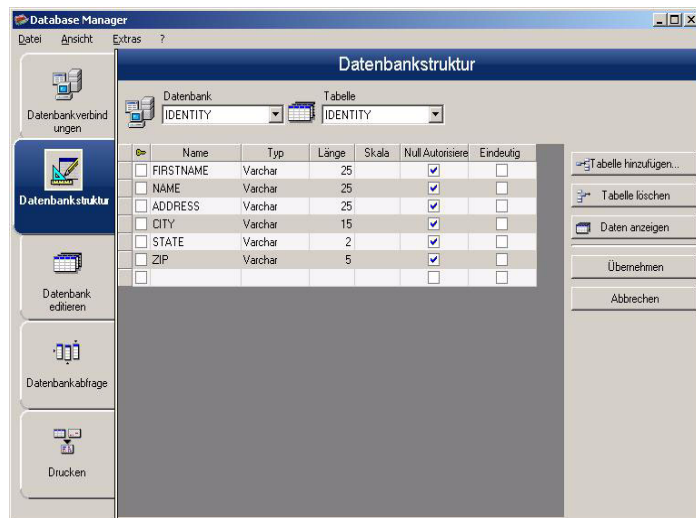 Database Manager
Datei Ansicht Extras ?
Datenbankverbind
ungen
Datenbankstruktur
Datenbank
editieren
Datenbankabfrage
Drucken
Datenbankstruktur
Datenbank
IDENTITY
Tabelle
IDENTITY
Name Typ Länge Skala Null Autorisiere Eindeutig
FIRSTNAME Varchar 25
NAME Varchar 25
ADDRESS Varchar 25
CITY Varchar 15
STATE Varchar 2
ZIP Varchar 5
Tabelle hinzufügen...
Tabelle löschen
Daten anzeigen
Übernehmen
Abbrechen